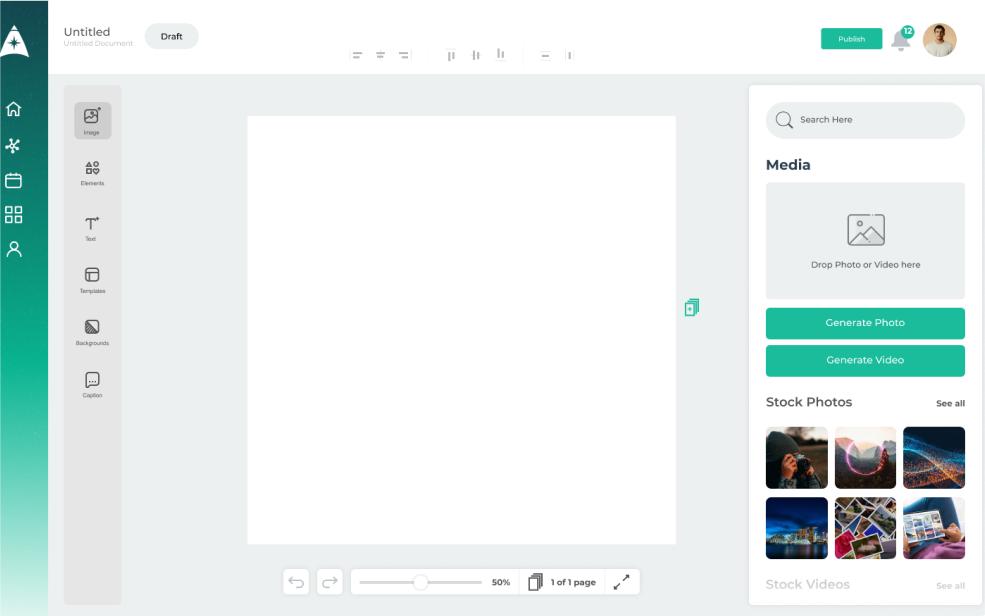 Untitled
Untitled Document
Draft
Publish
12
Image
Elements
Text
Templates
Backgrounds
Caption
Search Here
Media
Drop Photo or Video here
Generate Photo
Generate Video
Stock Photos
See all
Stock Videos
See all
50%
1 of 1 page